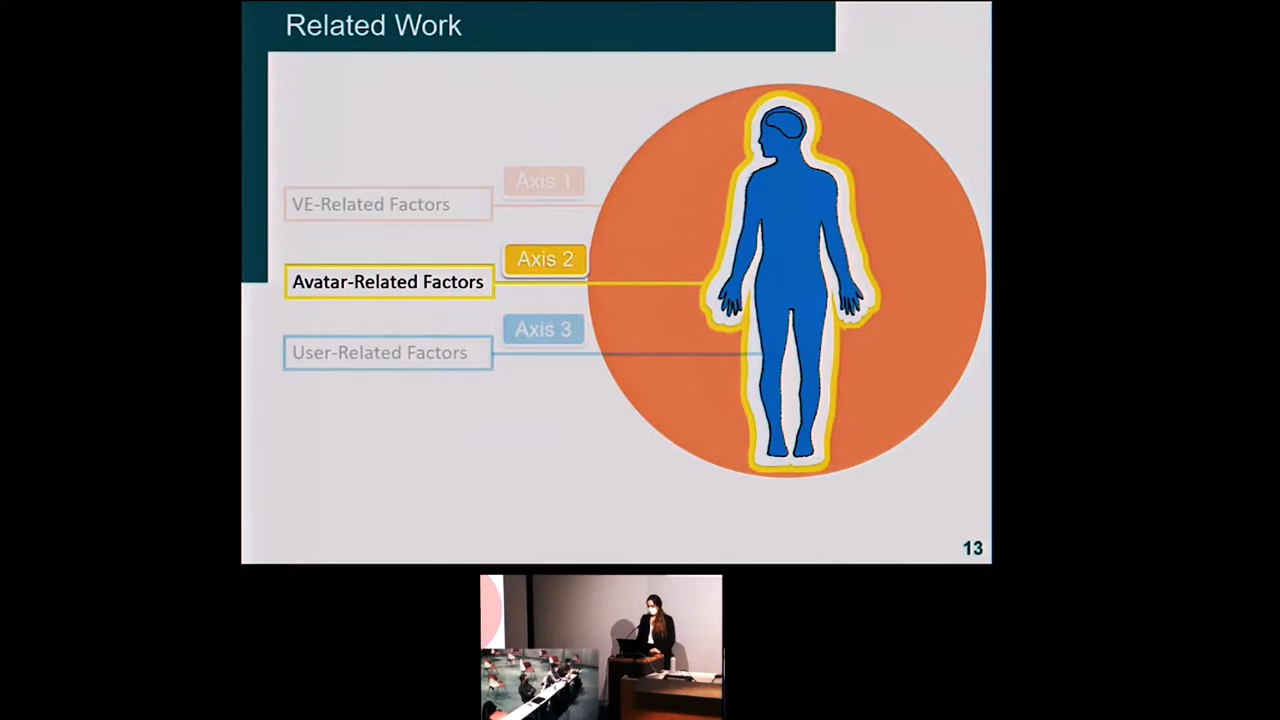 Related Work
Axis 1
VE-Related Factors
Axis 2
Avatar-Related Factors
Axis 3
User-Related Factors
13